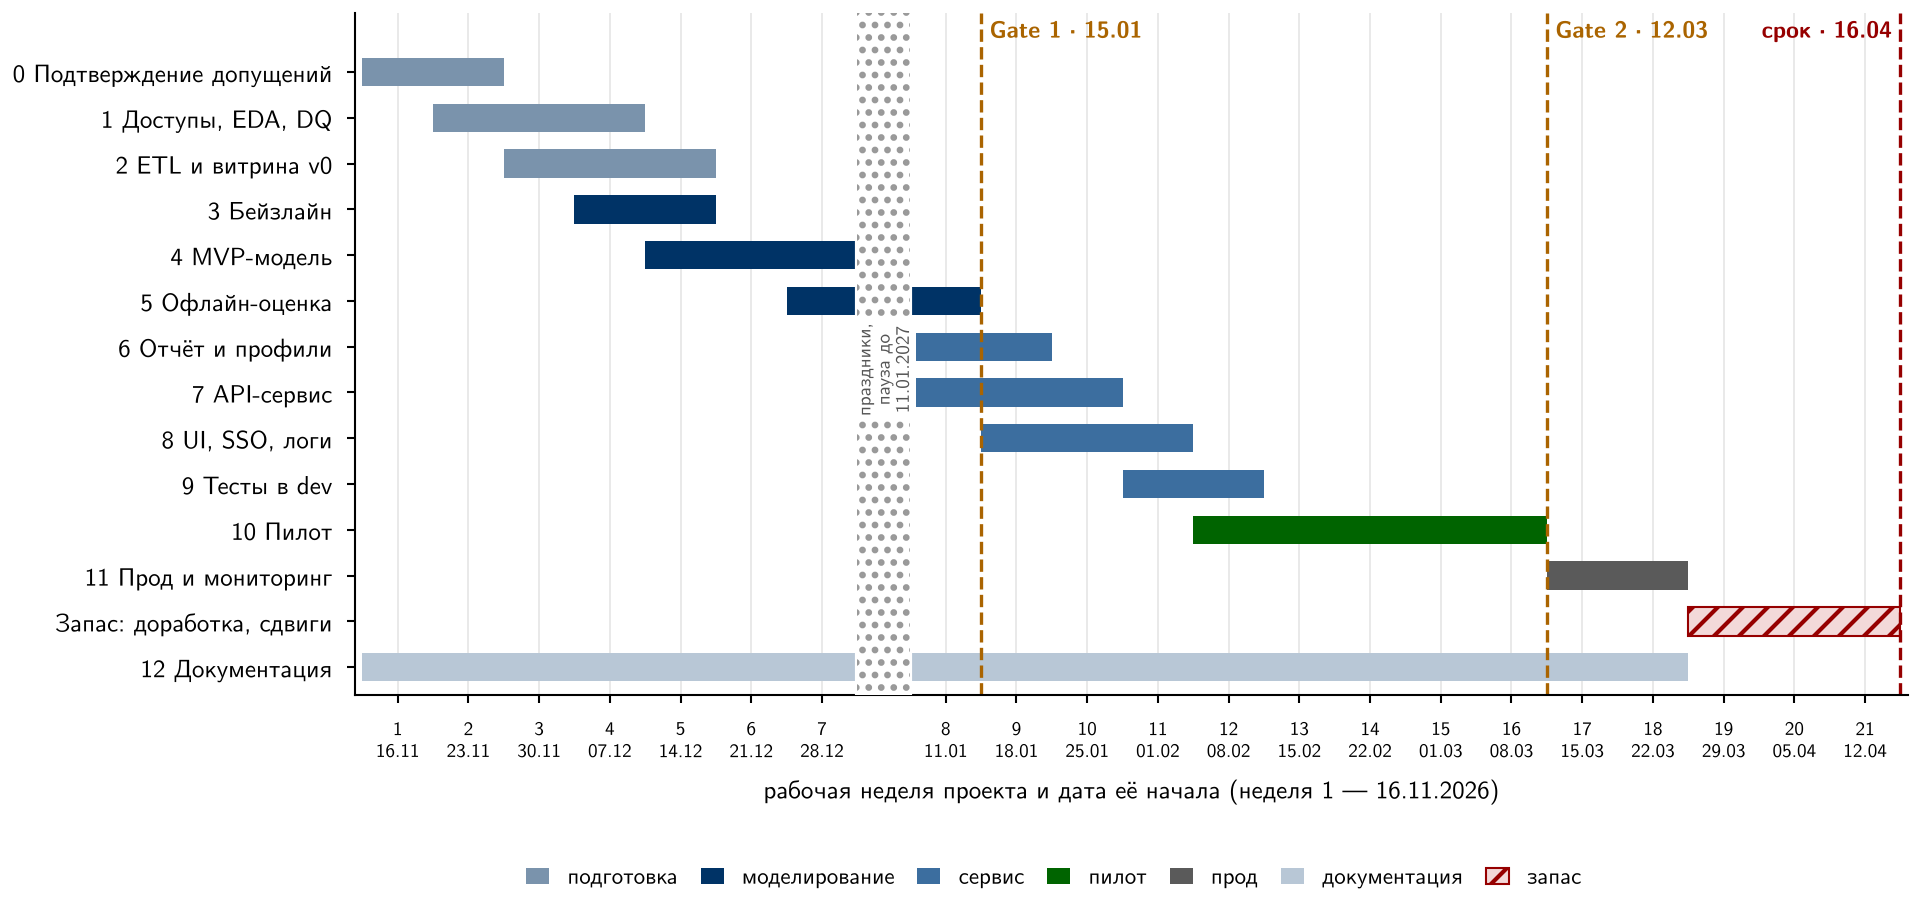 Gate 1 · 15.01
Gate 2 · 12.03
срок · 16.04
0 Подтверждение допущений
1 Доступы, EDA, DQ
2 ETL и витрина v0
3 Бейзлайн
4 MVP-модель
5 Офлайн-оценка
6 Отчёт и профили
7 API-сервис
8 UI, SSO, логи
9 Тесты в dev
10 Пилот
11 Прод и мониторинг
Запас: доработка, сдвиги
12 Документация
праздники,
пауза до
11.01.2027
1 2 3 4 5 6 7 8 9 10 11 12 13 14 15 16 17 18 19 20 21
16.11 23.11 30.11 07.12 14.12 21.12 28.12 11.01 18.01 25.01 01.02 08.02 15.02 22.02 01.03 08.03 15.03 22.03 29.03 05.04 12.04
рабочая неделя проекта и дата её начала (неделя 1 — 16.11.2026)
подготовка моделирование сервис пилот прод документация запас